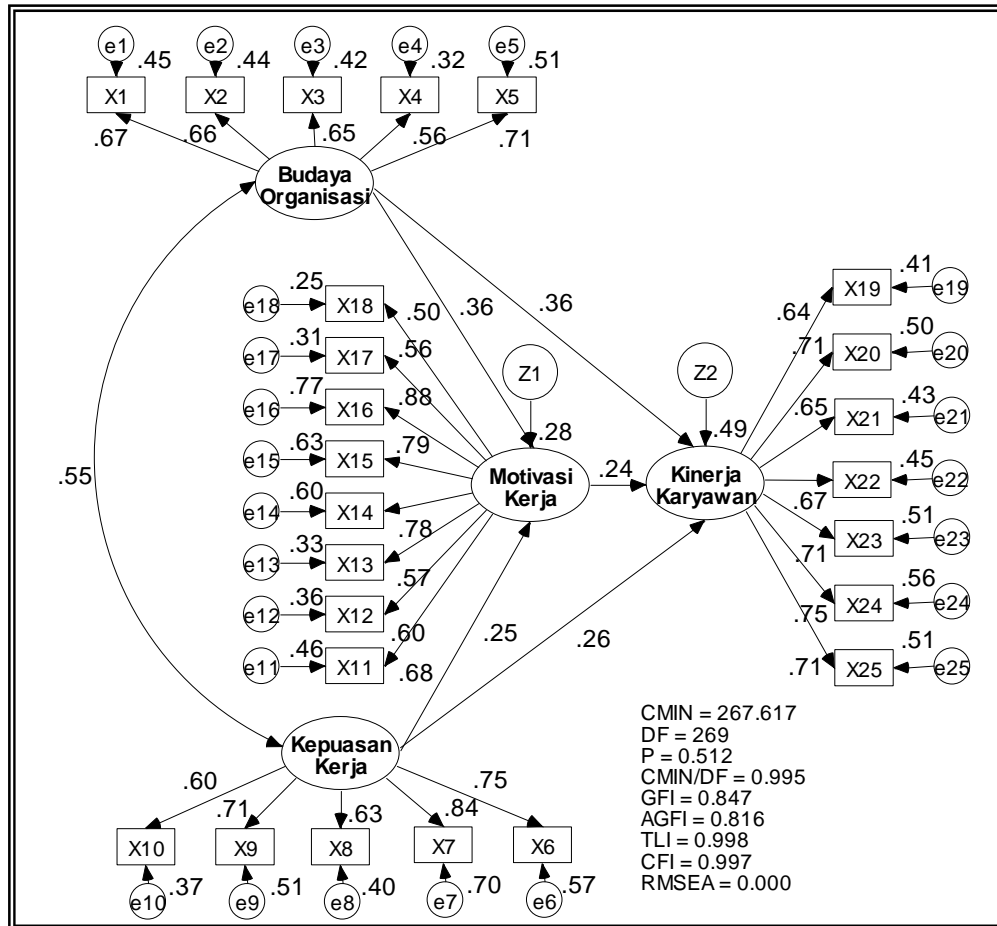 e1 e2 e3 e4 e5
.45 .44 .42 .32 .51
X1 X2 X3 X4 X5
.67 .66 .65 .56 .71
Budaya
Organisasi
.55
.36
.36
e18 .25 X18 .50
e17 .31 X17 .56
e16 .77 X16 .88
e15 .63 X15 .79
e14 .60 X14 .78
e13 .33 X13 .57
e12 .36 X12 .60
e11 .46 X11 .68
Z1
.28
Motivasi
Kerja
.24
Z2
.49
Kinerja
Karyawan
.64 X19 .41 e19
.71 X20 .50 e20
.65 X21 .43 e21
.67 X22 .45 e22
.71 X23 .51 e23
.75 X24 .56 e24
.71 X25 .51 e25
.25
.26
Kepuasan
Kerja
.60 .71 .63 .84 .75
X10 X9 X8 X7 X6
e10 .37 e9 .51 e8 .40 e7 .70 e6 .57
CMIN = 267.617
DF = 269
P = 0.512
CMIN/DF = 0.995
GFI = 0.847
AGFI = 0.816
TLI = 0.998
CFI = 0.997
RMSEA = 0.000